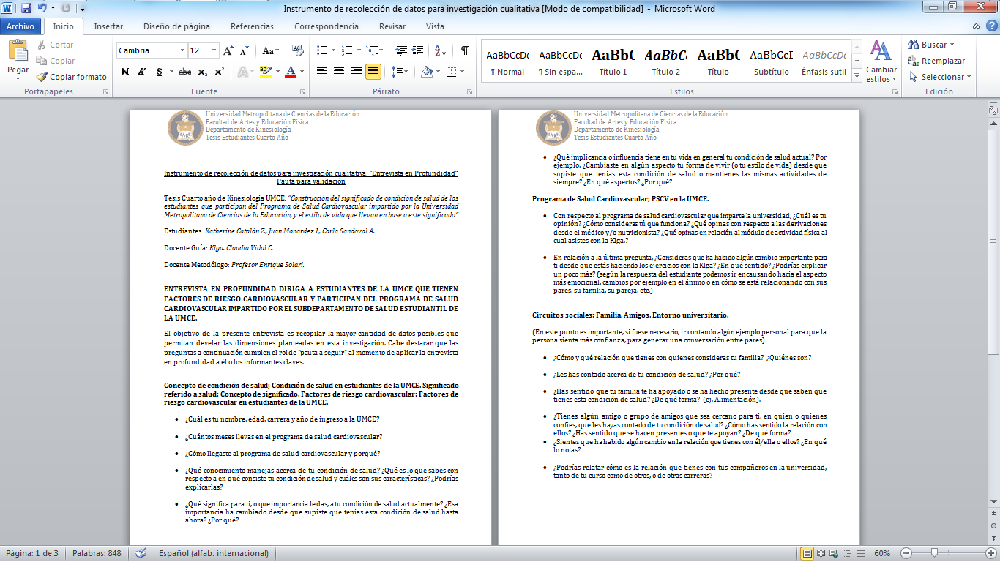 Instrumento de recolección de datos para investigación cualitativa [Modo de compatibilidad] - Microsoft Word
Archivo Inicio Insertar Diseño de página Referencias Correspondencia Revisar Vista
Pegar
Cortar
Copiar
Copiar formato
Portapapeles
Cambria 12
N K S abc x₂ x²
Fuente
Párrafo
AaBbCcDc AaBbCcDc AaBbC AaBbCc AaBbC AaBbCcI AaBbCcDc
¶ Normal ¶ Sin espa... Título 1 Título 2 Título Subtítulo Énfasis sutil
Cambiar estilos
Estilos
Buscar
Reemplazar
Seleccionar
Edición
Universidad Metropolitana de Ciencias de la Educación
Facultad de Artes y Educación Física
Departamento de Kinesiología
Tesis Estudiantes Cuarto Año
Instrumento de recolección de datos para investigación cualitativa: "Entrevista en Profundidad"
Pauta para validación
Tesis Cuarto año de Kinesiología UMCE: "Construcción del significado de condición de salud de los
estudiantes que participan del Programa de Salud Cardiovascular impartido por la Universidad
Metropolitana de Ciencias de la Educación, y el estilo de vida que llevan en base a este significado"
Estudiantes: Katherine Catalán Z., Juan Monardez I., Carla Sandoval A.
Docente Guía: Klga. Claudia Vidal C.
Docente Metodólogo: Profesor Enrique Solari.
ENTREVISTA EN PROFUNDIDAD DIRIGA A ESTUDIANTES DE LA UMCE QUE TIENEN
FACTORES DE RIESGO CARDIOVASCULAR Y PARTICIPAN DEL PROGRAMA DE SALUD
CARDIOVASCULAR IMPARTIDO POR EL SUBDEPARTAMENTO DE SALUD ESTUDIANTIL DE
LA UMCE.
El objetivo de la presente entrevista es recopilar la mayor cantidad de datos posibles que
permitan develar las dimensiones planteadas en esta investigación. Cabe destacar que las
preguntas a continuación cumplen el rol de "pauta a seguir" al momento de aplicar la entrevista
en profundidad a él o los informantes claves.
Concepto de condición de salud; Condición de salud en estudiantes de la UMCE. Significado
referido a salud; Concepto de significado. Factores de riesgo cardiovascular; Factores de
riesgo cardiovascular en estudiantes de la UMCE.
• ¿Cuál es tu nombre, edad, carrera y año de ingreso a la UMCE?
• ¿Cuántos meses llevas en el programa de salud cardiovascular?
• ¿Cómo llegaste al programa de salud cardiovascular y porqué?
• ¿Qué conocimiento manejas acerca de tu condición de salud? ¿Qué es lo que sabes con
respecto a en qué consiste tu condición de salud y cuáles son sus características? ¿Podrías
explicarlas?
• ¿Qué significa para ti, o que importancia le das, a tu condición de salud actualmente? ¿Esa
importancia ha cambiado desde que supiste que tenías esta condición de salud hasta
ahora? ¿Por qué?
Universidad Metropolitana de Ciencias de la Educación
Facultad de Artes y Educación Física
Departamento de Kinesiología
Tesis Estudiantes Cuarto Año
• ¿Qué implicancia o influencia tiene en tu vida en general tu condición de salud actual? Por
ejemplo, ¿Cambiaste en algún aspecto tu forma de vivir (o tu estilo de vida) desde que
supiste que tenías esta condición de salud o mantienes las mismas actividades de
siempre? ¿En qué aspectos? ¿Por qué?
Programa de Salud Cardiovascular; PSCV en la UMCE.
• Con respecto al programa de salud cardiovascular que imparte la universidad, ¿Cuál es tu
opinión? ¿Cómo consideras tú que funciona? ¿Qué opinas con respecto a las derivaciones
desde el médico y/o nutricionista? ¿Qué opinas en relación al módulo de actividad física al
cual asistes con la Klga.?
• En relación a la última pregunta, ¿Consideras que ha habido algún cambio importante para
ti desde que estás haciendo los ejercicios con la Klga? ¿En qué sentido? ¿Podrías explicar
un poco más? (según la respuesta del estudiante podemos ir encausando hacia el aspecto
más emocional, cambios por ejemplo en el ánimo o en cómo se está relacionando con sus
pares, su familia, su pareja, etc.)
Circuitos sociales; Familia, Amigos, Entorno universitario.
(En este punto es importante, si fuese necesario, ir contando algún ejemplo personal para que la
persona sienta más confianza, para generar una conversación entre pares)
• ¿Cómo y qué relación que tienes con quienes consideras tu familia? ¿Quiénes son?
• ¿Les has contado acerca de tu condición de salud? ¿Por qué?
• ¿Has sentido que tu familia te ha apoyado o se ha hecho presente desde que saben que
tienes esta condición de salud? ¿De qué forma? (ej. Alimentación).
• ¿Tienes algún amigo o grupo de amigos que sea cercano para ti, en quien o quienes
confíes, que les hayas contado de tu condición de salud? ¿Cómo has sentido la relación con
ellos? ¿Has sentido que se hacen presentes o que te apoyan? ¿De qué forma?
• ¿Sientes que ha habido algún cambio en la relación que tienes con él/ella o ellos? ¿En qué
lo notas?
• ¿Podrías relatar cómo es la relación que tienes con tus compañeros en la universidad,
tanto de tu curso como de otros, o de otras carreras?
Página: 1 de 3 Palabras: 848 Español (alfab. internacional) 60%